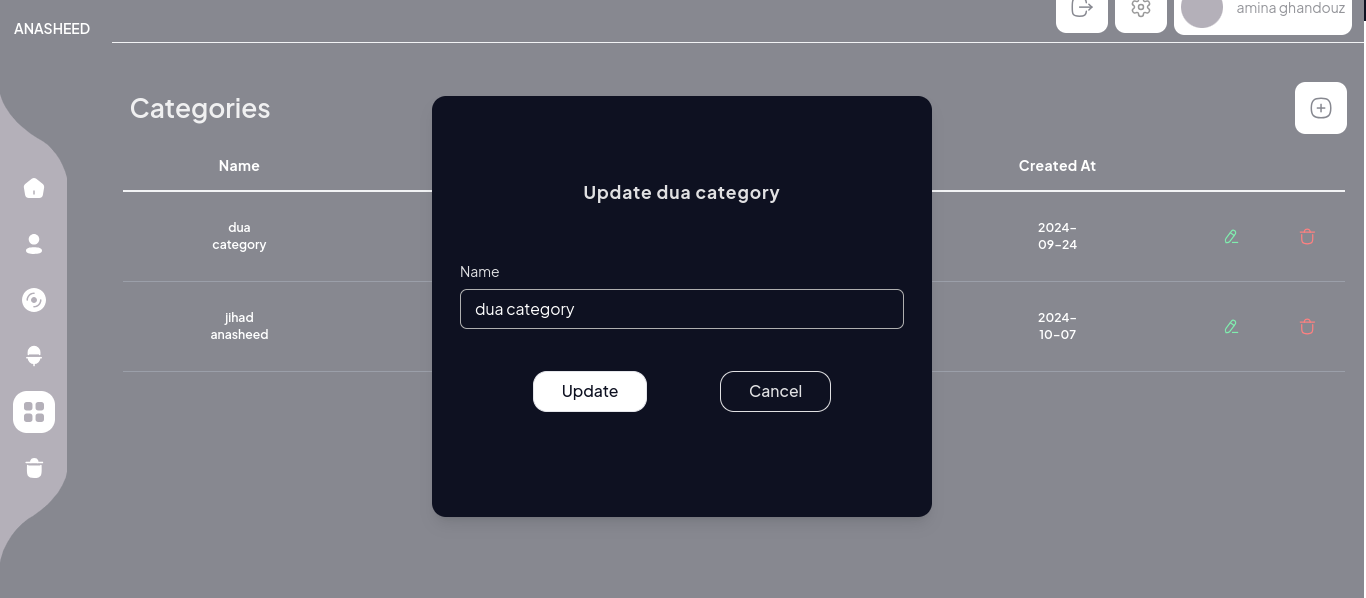 ANASHEED
amina ghandouz
Categories
Name
Created At
dua
category
2024-
09-24
jihad
anasheed
2024-
10-07
Update dua category
Name
dua category
Update
Cancel